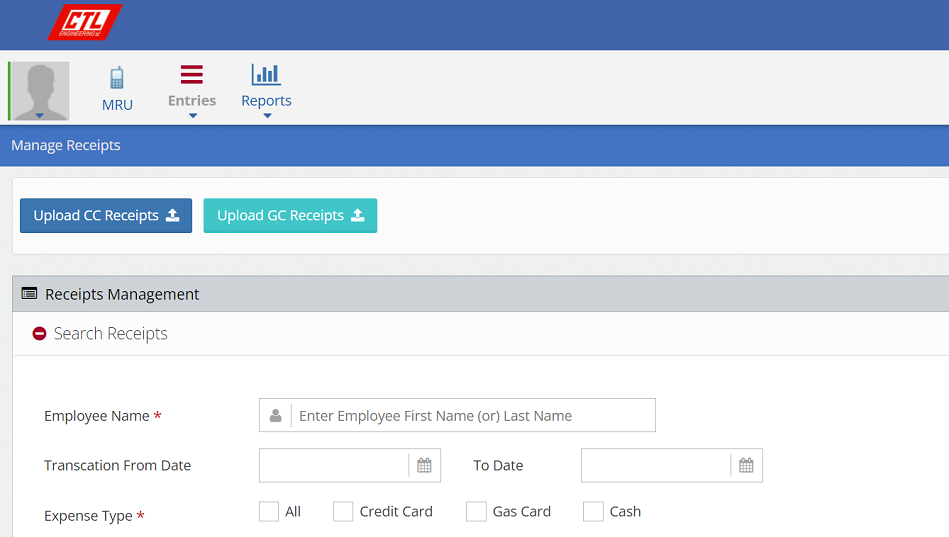 CTL
ENGINEERING
MRU
Entries
Reports
Manage Receipts
Upload CC Receipts
Upload GC Receipts
Receipts Management
Search Receipts
Employee Name *
Enter Employee First Name (or) Last Name
Transcation From Date
To Date
Expense Type *
All
Credit Card
Gas Card
Cash